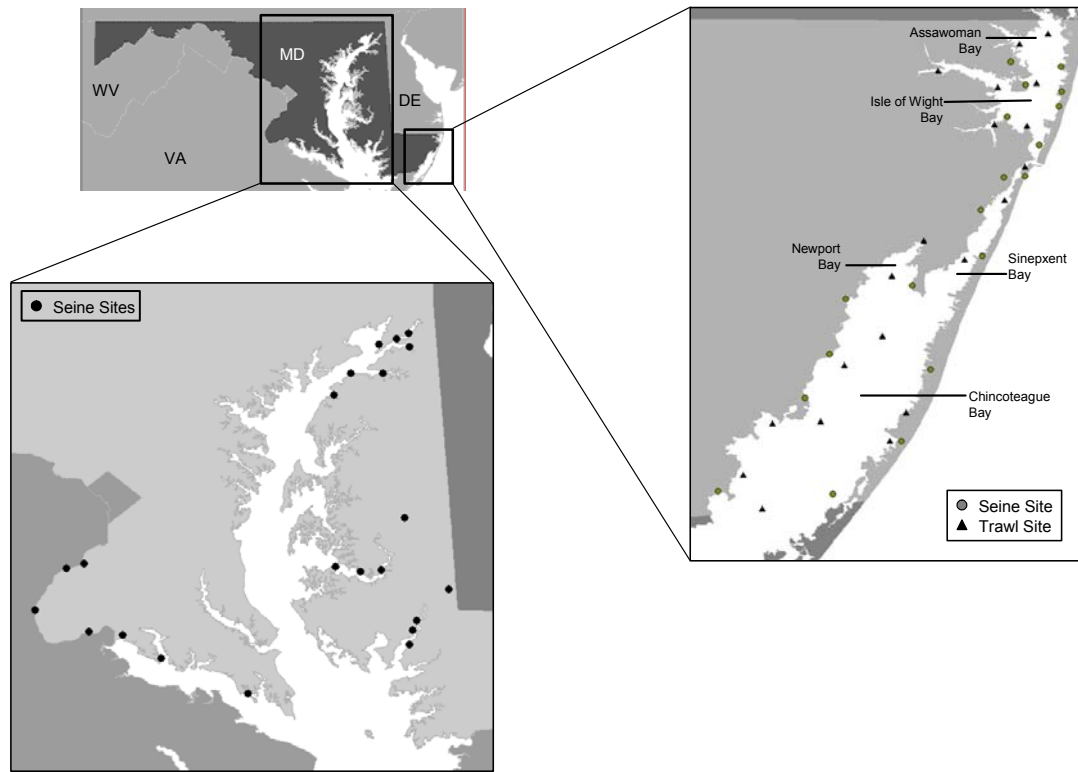 MD
WV
DE
VA
Seine Sites
Assawoman
Bay
Isle of Wight
Bay
Newport
Bay
Sinepxent
Bay
Chincoteague
Bay
Seine Site
Trawl Site